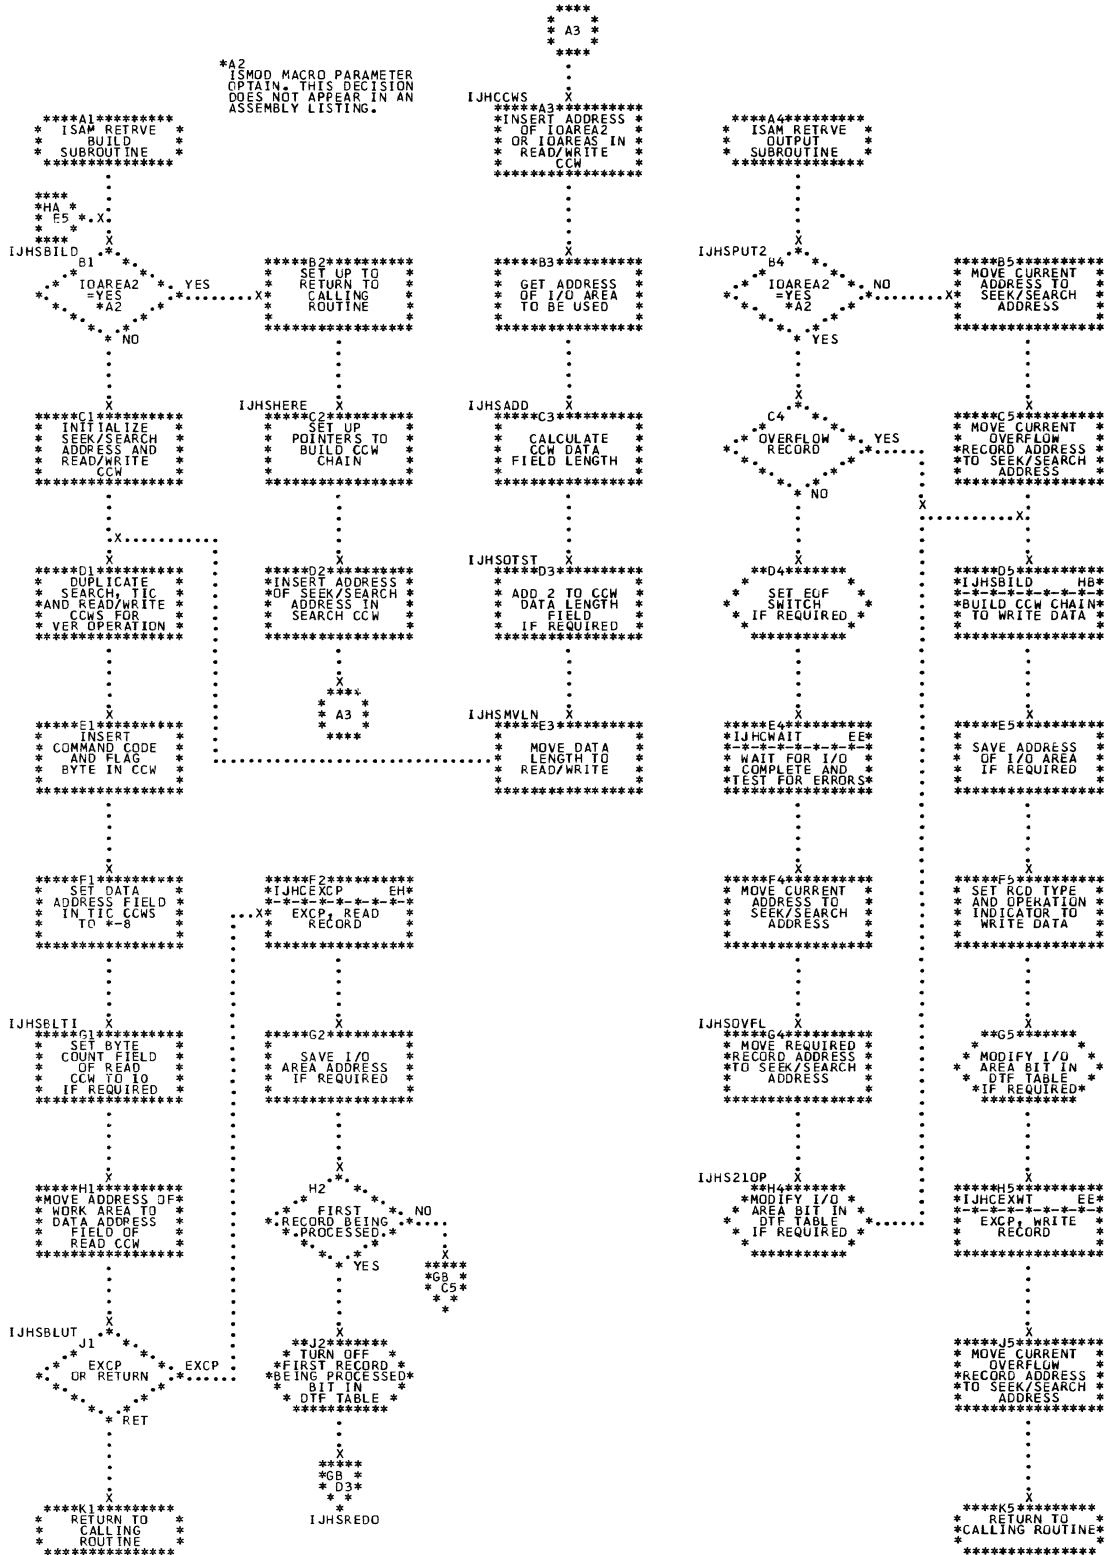 A3
*A2
ISMOD MACRO PARAMETER
OPTAIN. THIS DECISION
DOES NOT APPEAR IN AN
ASSEMBLY LISTING.
A1
ISAM RETRVE
BUILD
SUBROUTINE
HA
E5
IJHSBILD
B1
IOAREA2
=YES
*A2
YES
NO
C1
INITIALIZE
SEEK/SEARCH
ADDRESS AND
READ/WRITE
CCW
D1
DUPLICATE
SEARCH, TIC
AND READ/WRITE
CCWS FOR
VER OPERATION
E1
INSERT
COMMAND CODE
AND FLAG
BYTE IN CCW
F1
SET DATA
ADDRESS FIELD
IN TIC CCWS
TO *-8
IJHSBLTI
G1
SET BYTE
COUNT FIELD
OF READ
CCW TO 10
IF REQUIRED
H1
MOVE ADDRESS OF
WORK AREA TO
DATA ADDRESS
FIELD OF
READ CCW
IJHSBLUT
J1
EXCP
OR RETURN
EXCP
RET
K1
RETURN TO
CALLING
ROUTINE
B2
SET UP TO
RETURN TO
CALLING
ROUTINE
IJHSHERE
C2
SET UP
POINTERS TO
BUILD CCW
CHAIN
D2
INSERT ADDRESS
OF SEEK/SEARCH
ADDRESS IN
SEARCH CCW
A3
F2
IJHCEXCP EH
EXCP, READ
RECORD
G2
SAVE I/O
AREA ADDRESS
IF REQUIRED
H2
FIRST
RECORD BEING
PROCESSED
NO
YES
GB
C5
J2
TURN OFF
FIRST RECORD
BEING PROCESSED
BIT IN
DTF TABLE
GB
D3
IJHSREDO
IJHCCWS
A3
INSERT ADDRESS
OF IOAREA2
OR IOAREAS IN
READ/WRITE
CCW
B3
GET ADDRESS
OF I/O AREA
TO BE USED
IJHSADD
C3
CALCULATE
CCW DATA
FIELD LENGTH
IJHSOTST
D3
ADD 2 TO CCW
DATA LENGTH
FIELD
IF REQUIRED
IJHSMVLN
E3
MOVE DATA
LENGTH TO
READ/WRITE
A4
ISAM RETRVE
OUTPUT
SUBROUTINE
IJHSPUT2
B4
IOAREA2
=YES
*A2
NO
YES
C4
OVERFLOW
RECORD
YES
NO
D4
SET EOF
SWITCH
IF REQUIRED
E4
IJHCWAIT EE
WAIT FOR I/O
COMPLETE AND
TEST FOR ERRORS
F4
MOVE CURRENT
ADDRESS TO
SEEK/SEARCH
ADDRESS
IJHSOVFL
G4
MOVE REQUIRED
RECORD ADDRESS
TO SEEK/SEARCH
ADDRESS
IJHS2IOP
H4
MODIFY I/O
AREA BIT IN
DTF TABLE
IF REQUIRED
B5
MOVE CURRENT
ADDRESS TO
SEEK/SEARCH
ADDRESS
C5
MOVE CURRENT
OVERFLOW
RECORD ADDRESS
TO SEEK/SEARCH
ADDRESS
D5
IJHSBILD HB
BUILD CCW CHAIN
TO WRITE DATA
E5
SAVE ADDRESS
OF I/O AREA
IF REQUIRED
F5
SET RCD TYPE
AND OPERATION
INDICATOR TO
WRITE DATA
G5
MODIFY I/O
AREA BIT IN
DTF TABLE
IF REQUIRED
H5
IJHCEXWT EE
EXCP, WRITE
RECORD
J5
MOVE CURRENT
OVERFLOW
RECORD ADDRESS
TO SEEK/SEARCH
ADDRESS
K5
RETURN TO
CALLING ROUTINE